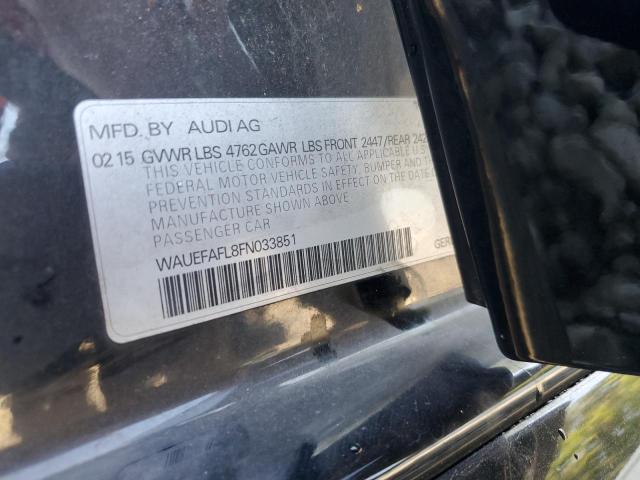 MFD. BY AUDI AG
02 15 GVWR LBS 4762 GAWR LBS FRONT 2447/REAR
THIS VEHICLE CONFORMS TO ALL APPLICABLE
FEDERAL MOTOR VEHICLE SAFETY, BUMPER AND
PREVENTION STANDARDS IN EFFECT ON THE DATE O
MANUFACTURE SHOWN ABOVE.
PASSENGER CAR
WAUEFAFL8FN033851
GER